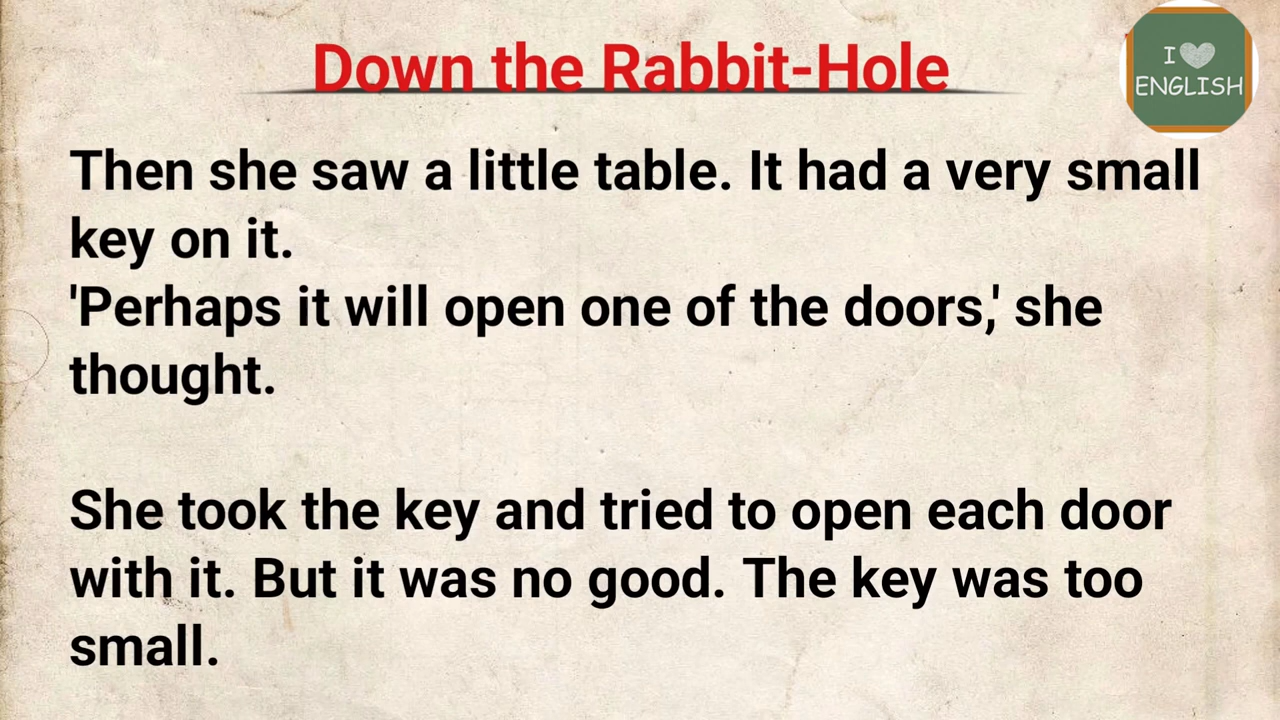 Down the Rabbit-Hole
I
ENGLISH
Then she saw a little table. It had a very small
key on it.
'Perhaps it will open one of the doors,' she
thought.
She took the key and tried to open each door
with it. But it was no good. The key was too
small.